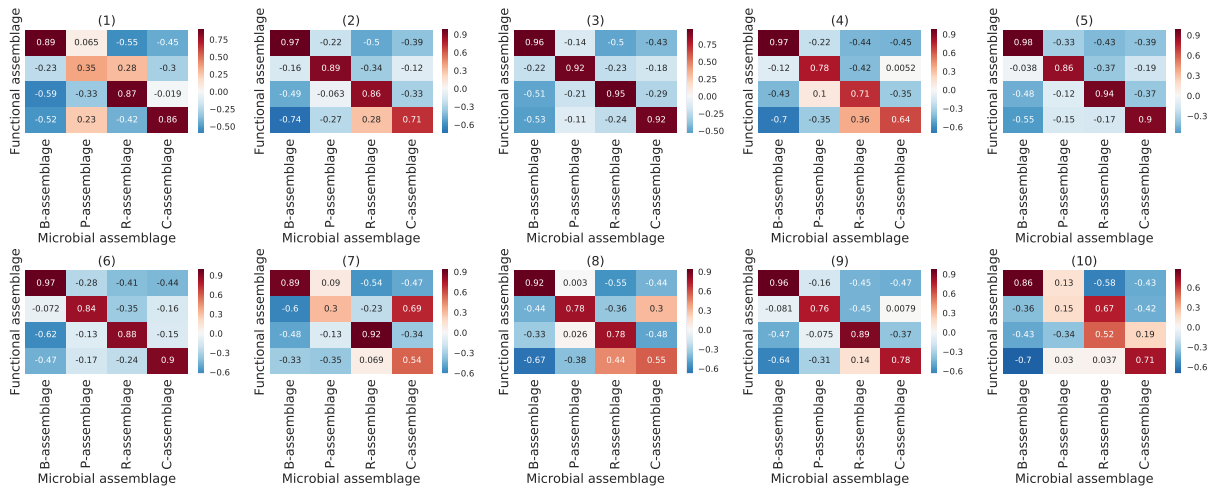 (1)
Functional assemblage
0.89 0.065 -0.55 -0.45
-0.23 0.35 0.28 -0.3
-0.59 -0.33 0.87 -0.019
-0.52 0.23 -0.42 0.86
0.75
0.50
0.25
0.00
−0.25
−0.50
B-assemblage
P-assemblage
R-assemblage
C-assemblage
Microbial assemblage
(2)
Functional assemblage
0.97 -0.22 -0.5 -0.39
-0.16 0.89 -0.34 -0.12
-0.49 -0.063 0.86 -0.33
-0.74 -0.27 0.28 0.71
0.9
0.6
0.3
0.0
−0.3
−0.6
B-assemblage
P-assemblage
R-assemblage
C-assemblage
Microbial assemblage
(3)
Functional assemblage
0.96 -0.14 -0.5 -0.43
-0.22 0.92 -0.23 -0.18
-0.51 -0.21 0.95 -0.29
-0.53 -0.11 -0.24 0.92
0.75
0.50
0.25
0.00
−0.25
−0.50
B-assemblage
P-assemblage
R-assemblage
C-assemblage
Microbial assemblage
(4)
Functional assemblage
0.97 -0.22 -0.44 -0.45
-0.12 0.78 -0.42 0.0052
-0.43 0.1 0.71 -0.35
-0.7 -0.35 0.36 0.64
0.9
0.6
0.3
0.0
−0.3
−0.6
B-assemblage
P-assemblage
R-assemblage
C-assemblage
Microbial assemblage
(5)
Functional assemblage
0.98 -0.33 -0.43 -0.39
-0.038 0.86 -0.37 -0.19
-0.48 -0.12 0.94 -0.37
-0.55 -0.15 -0.17 0.9
0.9
0.6
0.3
0.0
−0.3
B-assemblage
P-assemblage
R-assemblage
C-assemblage
Microbial assemblage
(6)
Functional assemblage
0.97 -0.28 -0.41 -0.44
-0.072 0.84 -0.35 -0.16
-0.62 -0.13 0.88 -0.15
-0.47 -0.17 -0.24 0.9
0.9
0.6
0.3
0.0
−0.3
−0.6
B-assemblage
P-assemblage
R-assemblage
C-assemblage
Microbial assemblage
(7)
Functional assemblage
0.89 0.09 -0.54 -0.47
-0.6 0.3 -0.23 0.69
-0.48 -0.13 0.92 -0.34
-0.33 -0.35 0.069 0.54
0.9
0.6
0.3
0.0
−0.3
−0.6
B-assemblage
P-assemblage
R-assemblage
C-assemblage
Microbial assemblage
(8)
Functional assemblage
0.92 0.003 -0.55 -0.44
-0.44 0.78 -0.36 0.3
-0.33 0.026 0.78 -0.48
-0.67 -0.38 0.44 0.55
0.9
0.6
0.3
0.0
−0.3
−0.6
B-assemblage
P-assemblage
R-assemblage
C-assemblage
Microbial assemblage
(9)
Functional assemblage
0.96 -0.16 -0.45 -0.47
-0.081 0.76 -0.45 0.0079
-0.47 -0.075 0.89 -0.37
-0.64 -0.31 0.14 0.78
0.9
0.6
0.3
0.0
−0.3
−0.6
B-assemblage
P-assemblage
R-assemblage
C-assemblage
Microbial assemblage
(10)
Functional assemblage
0.86 0.13 -0.58 -0.43
-0.36 0.15 0.67 -0.42
-0.43 -0.34 0.52 0.19
-0.7 0.03 0.037 0.71
0.6
0.3
0.0
−0.3
−0.6
B-assemblage
P-assemblage
R-assemblage
C-assemblage
Microbial assemblage